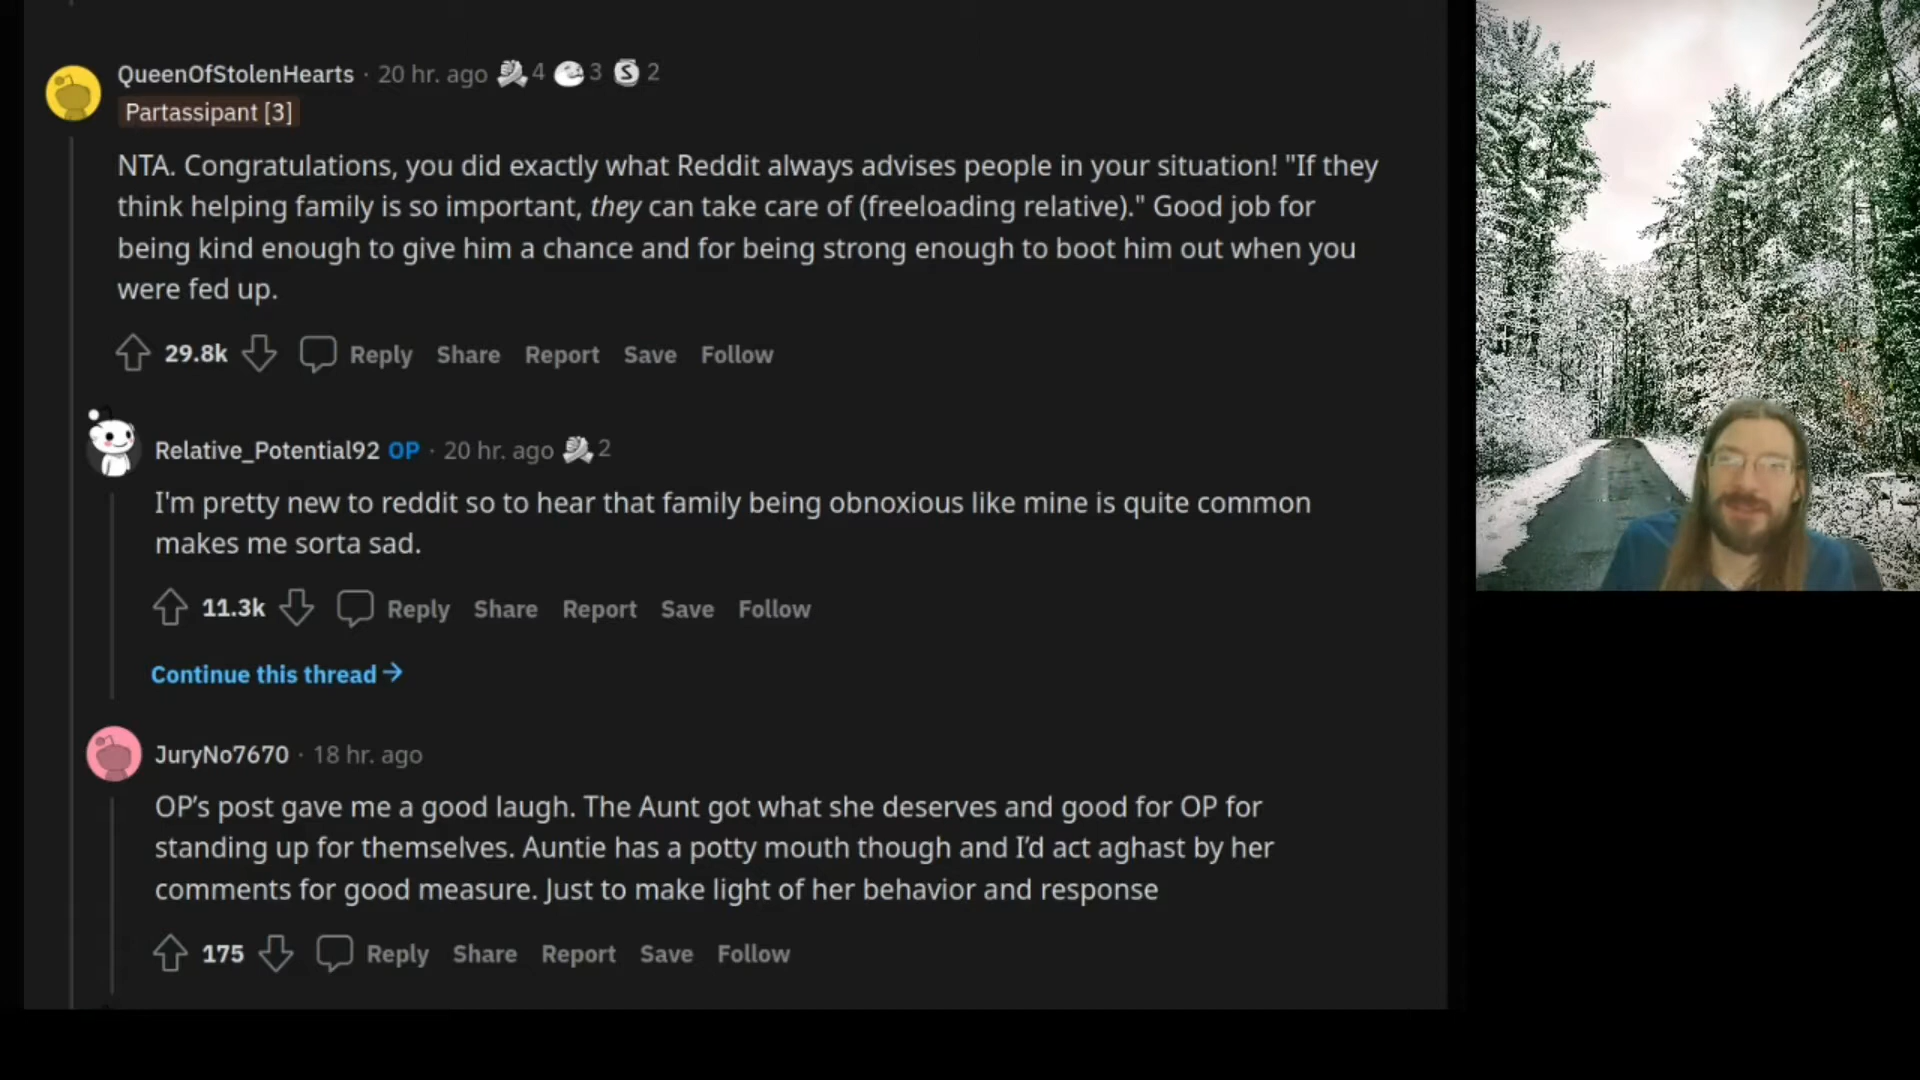 QueenOfStolenHearts · 20 hr. ago 4 3 2
Partassipant [3]
NTA. Congratulations, you did exactly what Reddit always advises people in your situation! "If they
think helping family is so important, they can take care of (freeloading relative)." Good job for
being kind enough to give him a chance and for being strong enough to boot him out when you
were fed up.
29.8k Reply Share Report Save Follow
Relative_Potential92 OP · 20 hr. ago 2
I'm pretty new to reddit so to hear that family being obnoxious like mine is quite common
makes me sorta sad.
11.3k Reply Share Report Save Follow
Continue this thread →
JuryNo7670 · 18 hr. ago
OP’s post gave me a good laugh. The Aunt got what she deserves and good for OP for
standing up for themselves. Auntie has a potty mouth though and I’d act aghast by her
comments for good measure. Just to make light of her behavior and response
175 Reply Share Report Save Follow